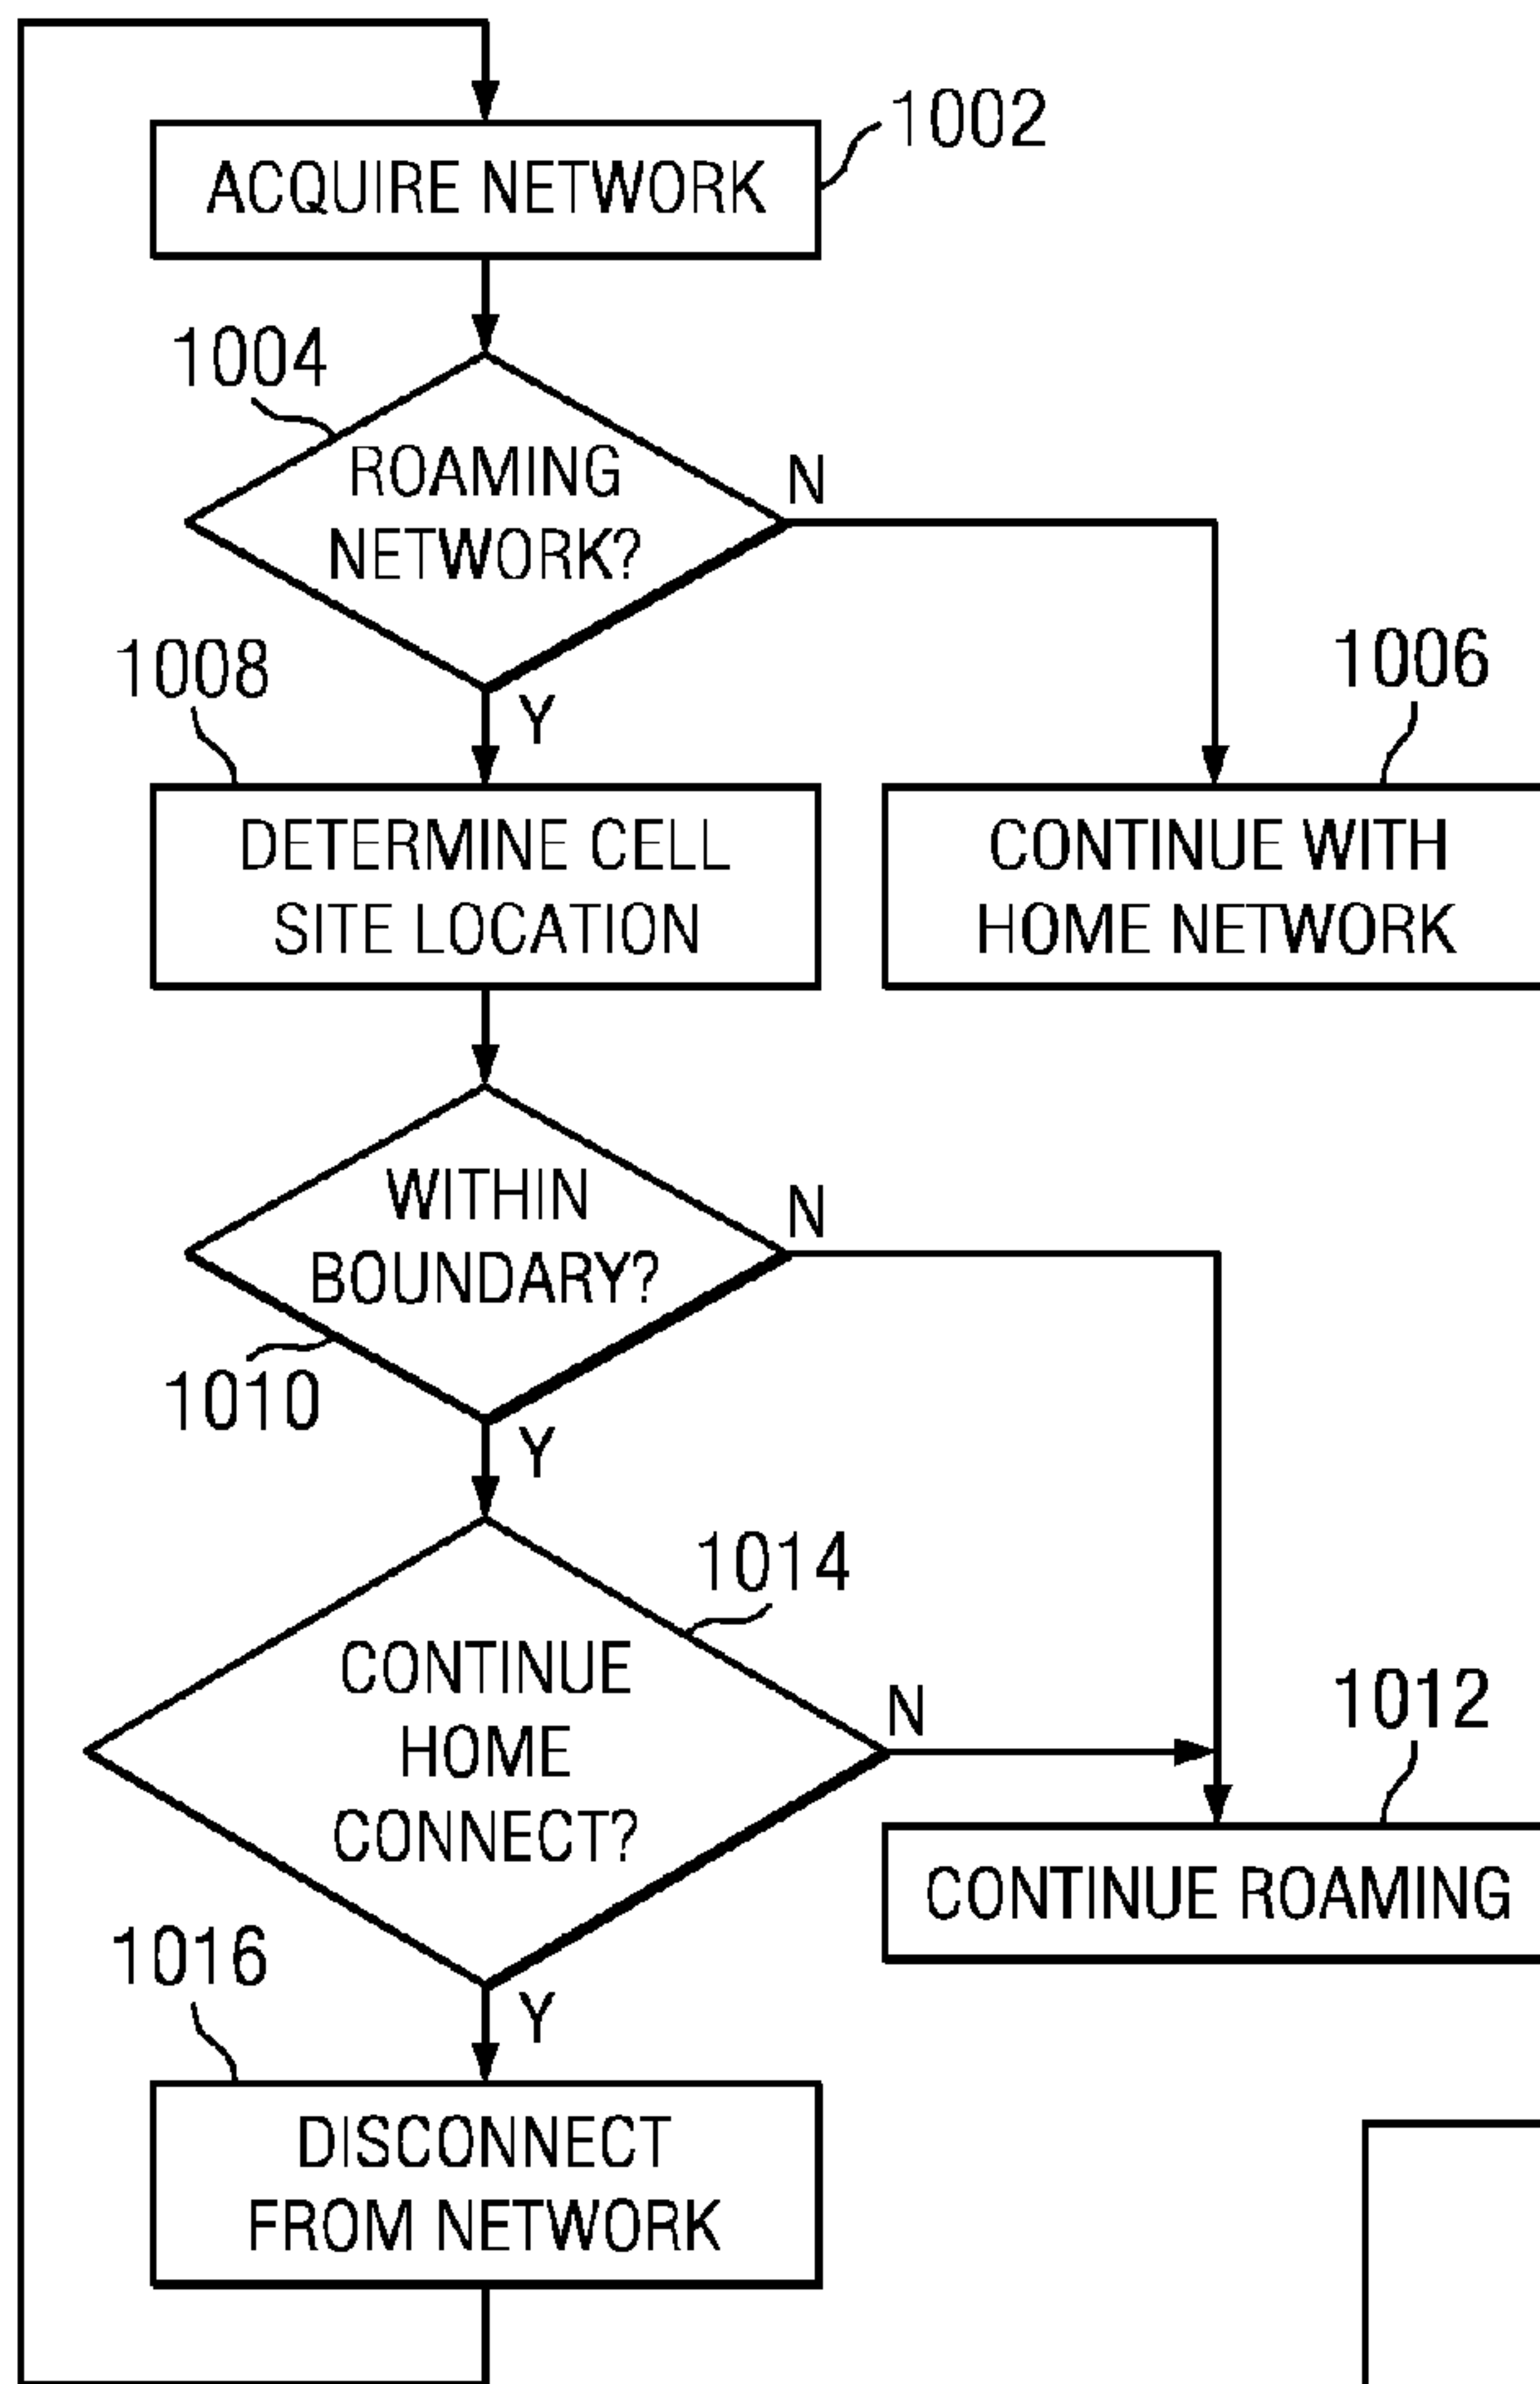 1002
ACQUIRE NETWORK
1004
ROAMING
NETWORK?
N
Y
1008
1006
DETERMINE CELL
SITE LOCATION
CONTINUE WITH
HOME NETWORK
WITHIN
BOUNDARY?
N
1010
Y
1014
CONTINUE
HOME
CONNECT?
N
1012
CONTINUE ROAMING
Y
1016
DISCONNECT
FROM NETWORK